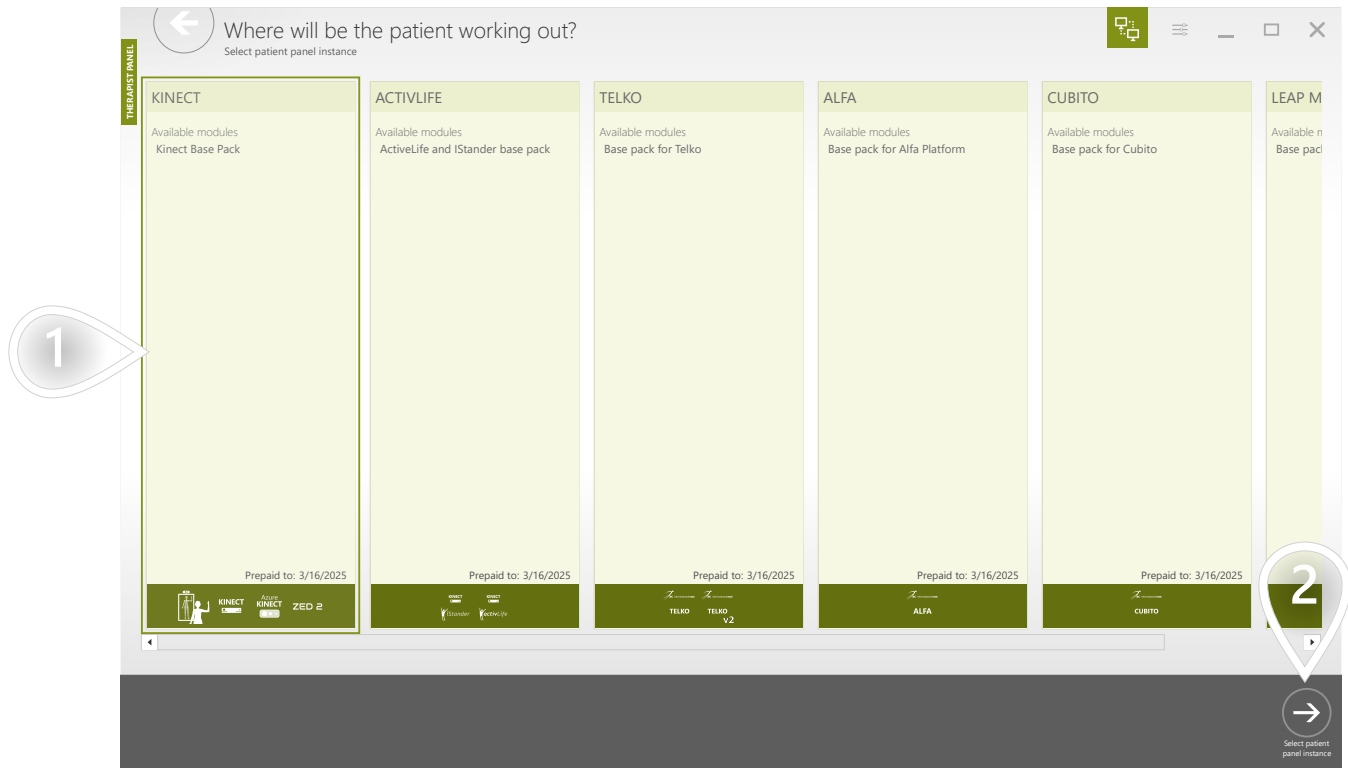 Where will be the patient working out?
Select patient panel instance
THERAPIST PANEL
KINECT
Available modules
Kinect Base Pack
Prepaid to: 3/16/2025
KINECT
Azure
KINECT
ZED 2
ACTIVLIFE
Available modules
ActiveLife and IStander base pack
Prepaid to: 3/16/2025
KINECT
KINECT
IStander
activLife
TELKO
Available modules
Base pack for Telko
Prepaid to: 3/16/2025
TELKO
TELKO
v2
ALFA
Available modules
Base pack for Alfa Platform
Prepaid to: 3/16/2025
ALFA
CUBITO
Available modules
Base pack for Cubito
Prepaid to: 3/16/2025
CUBITO
LEAP M
Available
Base
1
2
Select patient
panel instance